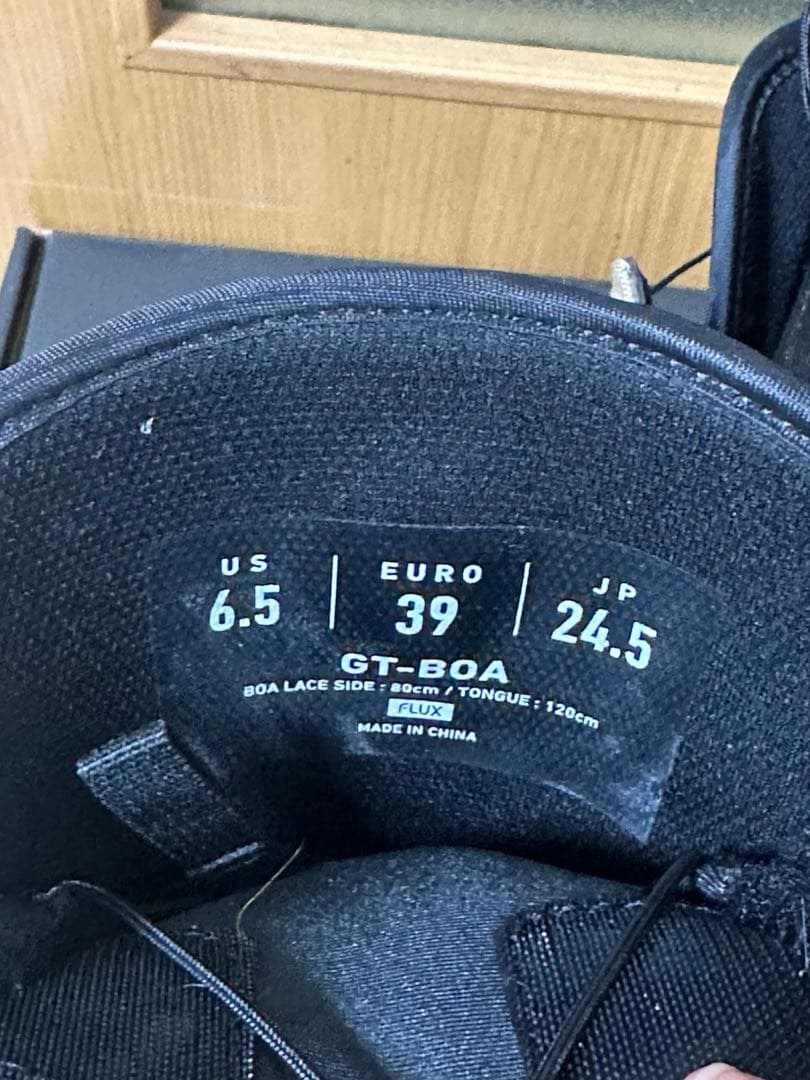 US | EURO | JP
6.5 | 39 | 24.5
GT-BOA
BOA LACE SIDE : 80cm / TONGUE : 120cm
FLUX
MADE IN CHINA